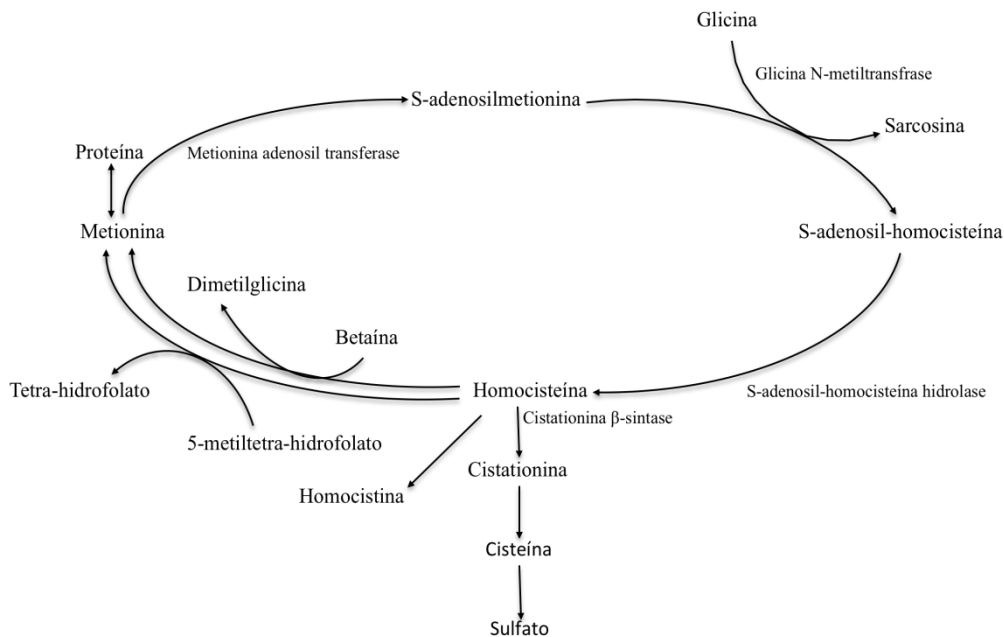 Glicina
Glicina N-metiltransfrase
S-adenosilmetionina
Sarcosina
Proteína
Metionina adenosil transferase
Metionina
S-adenosil-homocisteína
Dimetilglicina
Betaína
Tetra-hidrofolato
Homocisteína
S-adenosil-homocisteína hidrolase
Cistationina β-sintase
5-metiltetra-hidrofolato
Cistationina
Homocistina
Cisteína
Sulfato